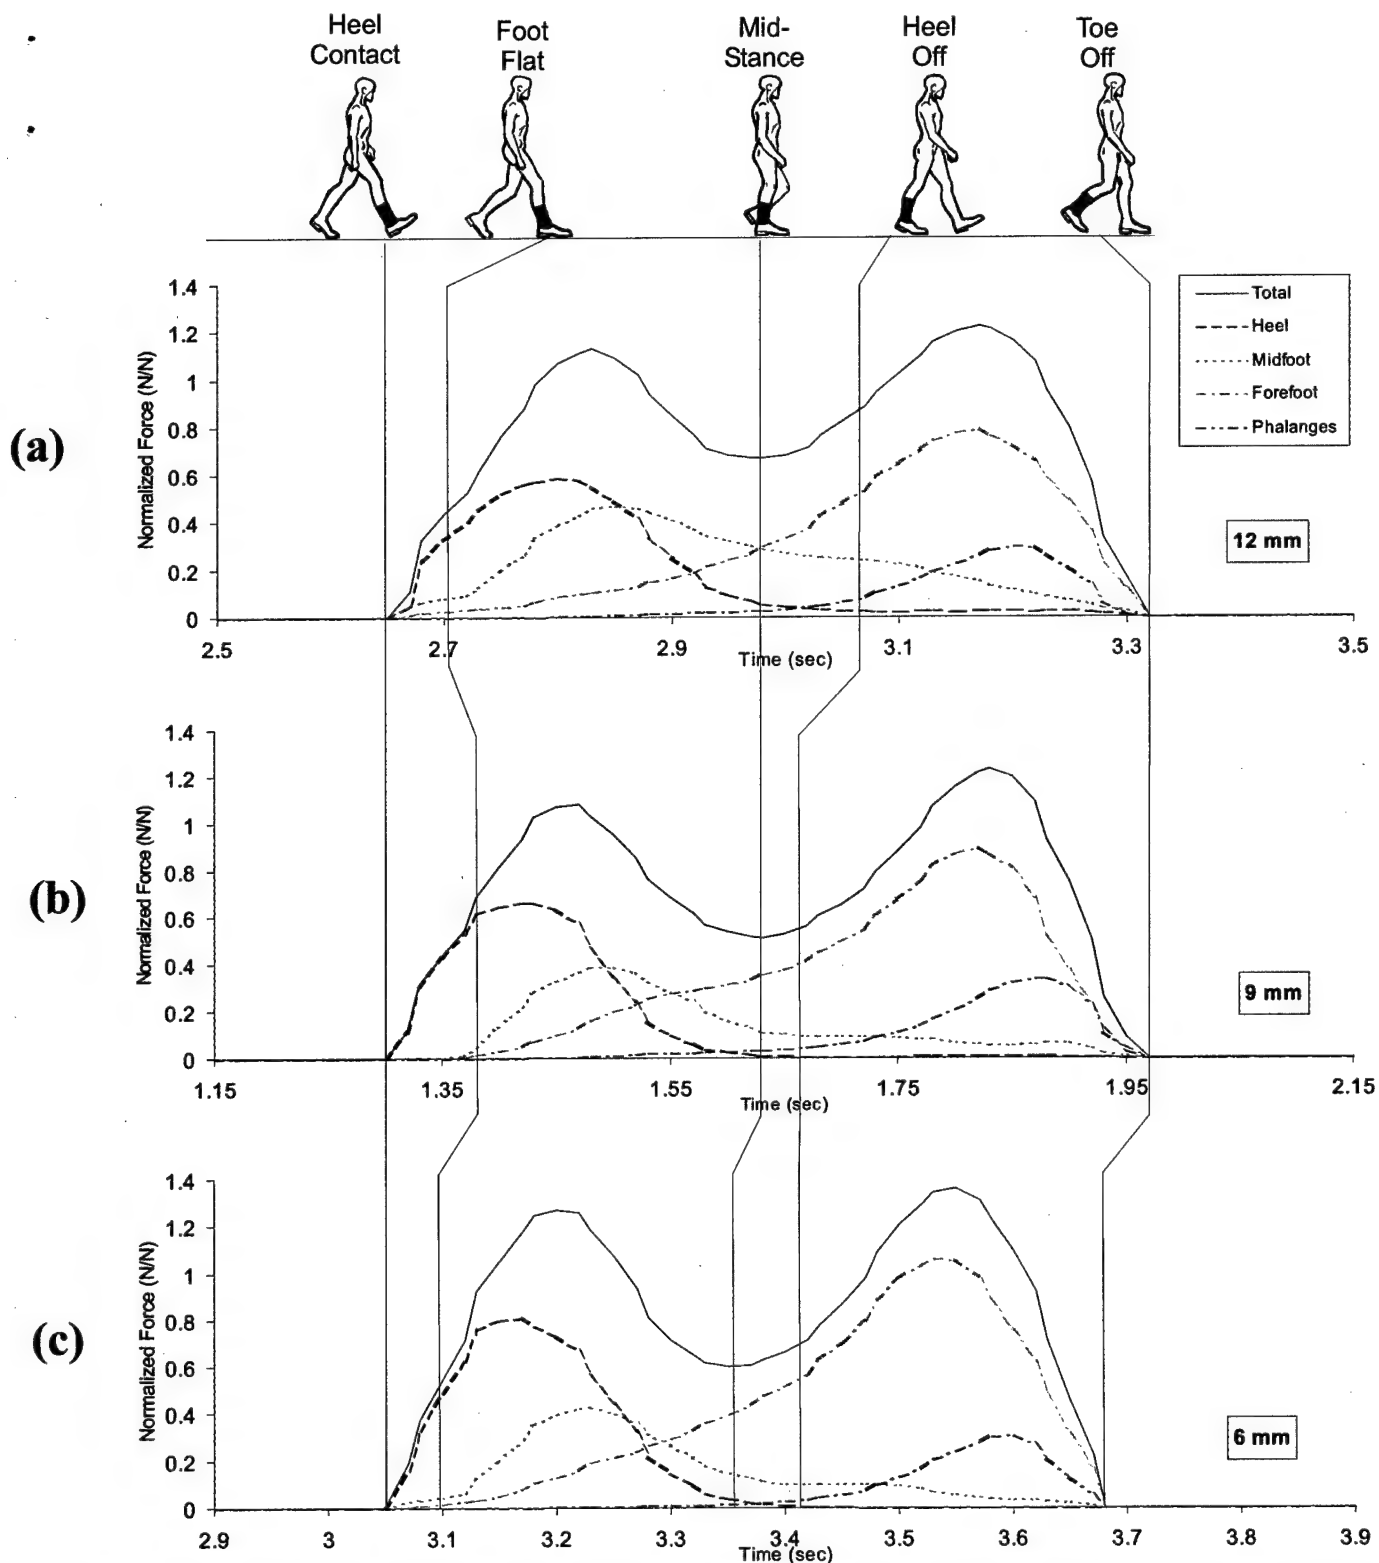 Heel
Contact
Foot
Flat
Mid-
Stance
Heel
Off
Toe
Off
(a)
Normalized Force (N/N)
1.4
1.2
1
0.8
0.6
0.4
0.2
0
2.5
2.7
2.9
3.1
3.3
3.5
Time (sec)
Total
Heel
Midfoot
Forefoot
Phalanges
12 mm
(b)
Normalized Force (N/N)
1.4
1.2
1
0.8
0.6
0.4
0.2
0
1.15
1.35
1.55
1.75
1.95
2.15
Time (sec)
9 mm
(c)
Normalized Force (N/N)
1.4
1.2
1
0.8
0.6
0.4
0.2
0
2.9
3
3.1
3.2
3.3
3.4
3.5
3.6
3.7
3.8
3.9
Time (sec)
6 mm